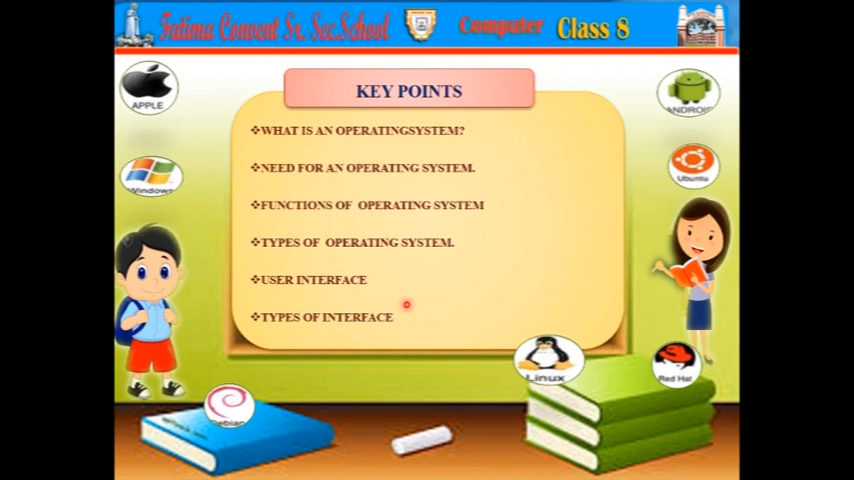 Fatima Convent Sr. Sec.School Computer Class 8
KEY POINTS
APPLE
ANDROID
❖WHAT IS AN OPERATINGSYSTEM?
❖NEED FOR AN OPERATING SYSTEM.
Windows
Ubuntu
❖FUNCTIONS OF OPERATING SYSTEM
❖TYPES OF OPERATING SYSTEM.
❖USER INTERFACE
❖TYPES OF INTERFACE
Linux
Red Hat
Debian